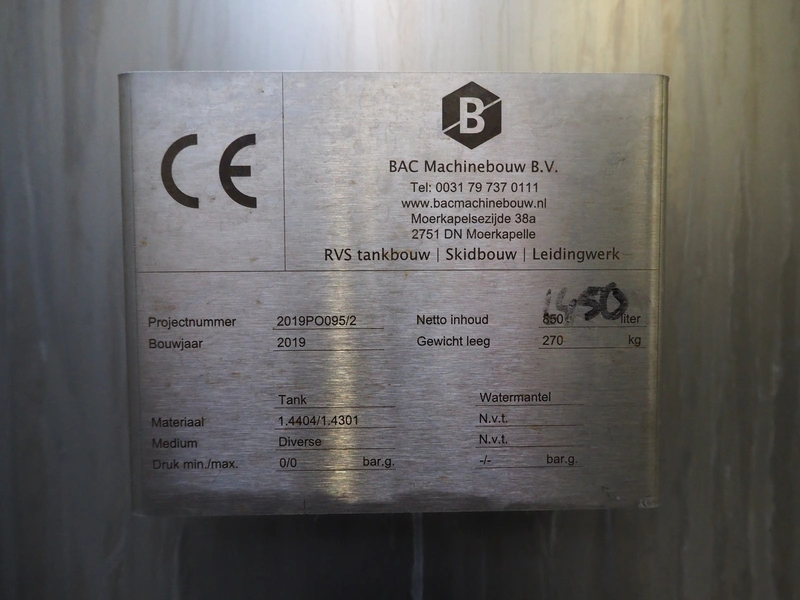 CE
B
BAC Machinebouw B.V.
Tel: 0031 79 737 0111
www.bacmachinebouw.nl
Moerkapelsezijde 38a
2751 DN Moerkapelle
RVS tankbouw | Skidbouw | Leidingwerk
1450
Projectnummer 2019PO095/2 Netto inhoud 850 liter
Bouwjaar 2019 Gewicht leeg 270 kg
Tank Watermantel
Materiaal 1.4404/1.4301 N.v.t.
Medium Diverse N.v.t.
Druk min./max. 0/0 bar.g. -/- bar.g.